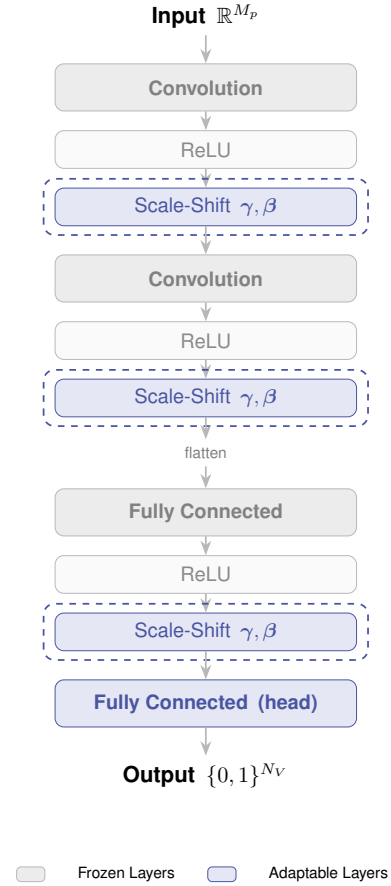 Input ℝ^{M_p}
Convolution
ReLU
Scale-Shift γ, β
Convolution
ReLU
Scale-Shift γ, β
flatten
Fully Connected
ReLU
Scale-Shift γ, β
Fully Connected (head)
Output {0, 1}^{N_V}
Frozen Layers Adaptable Layers